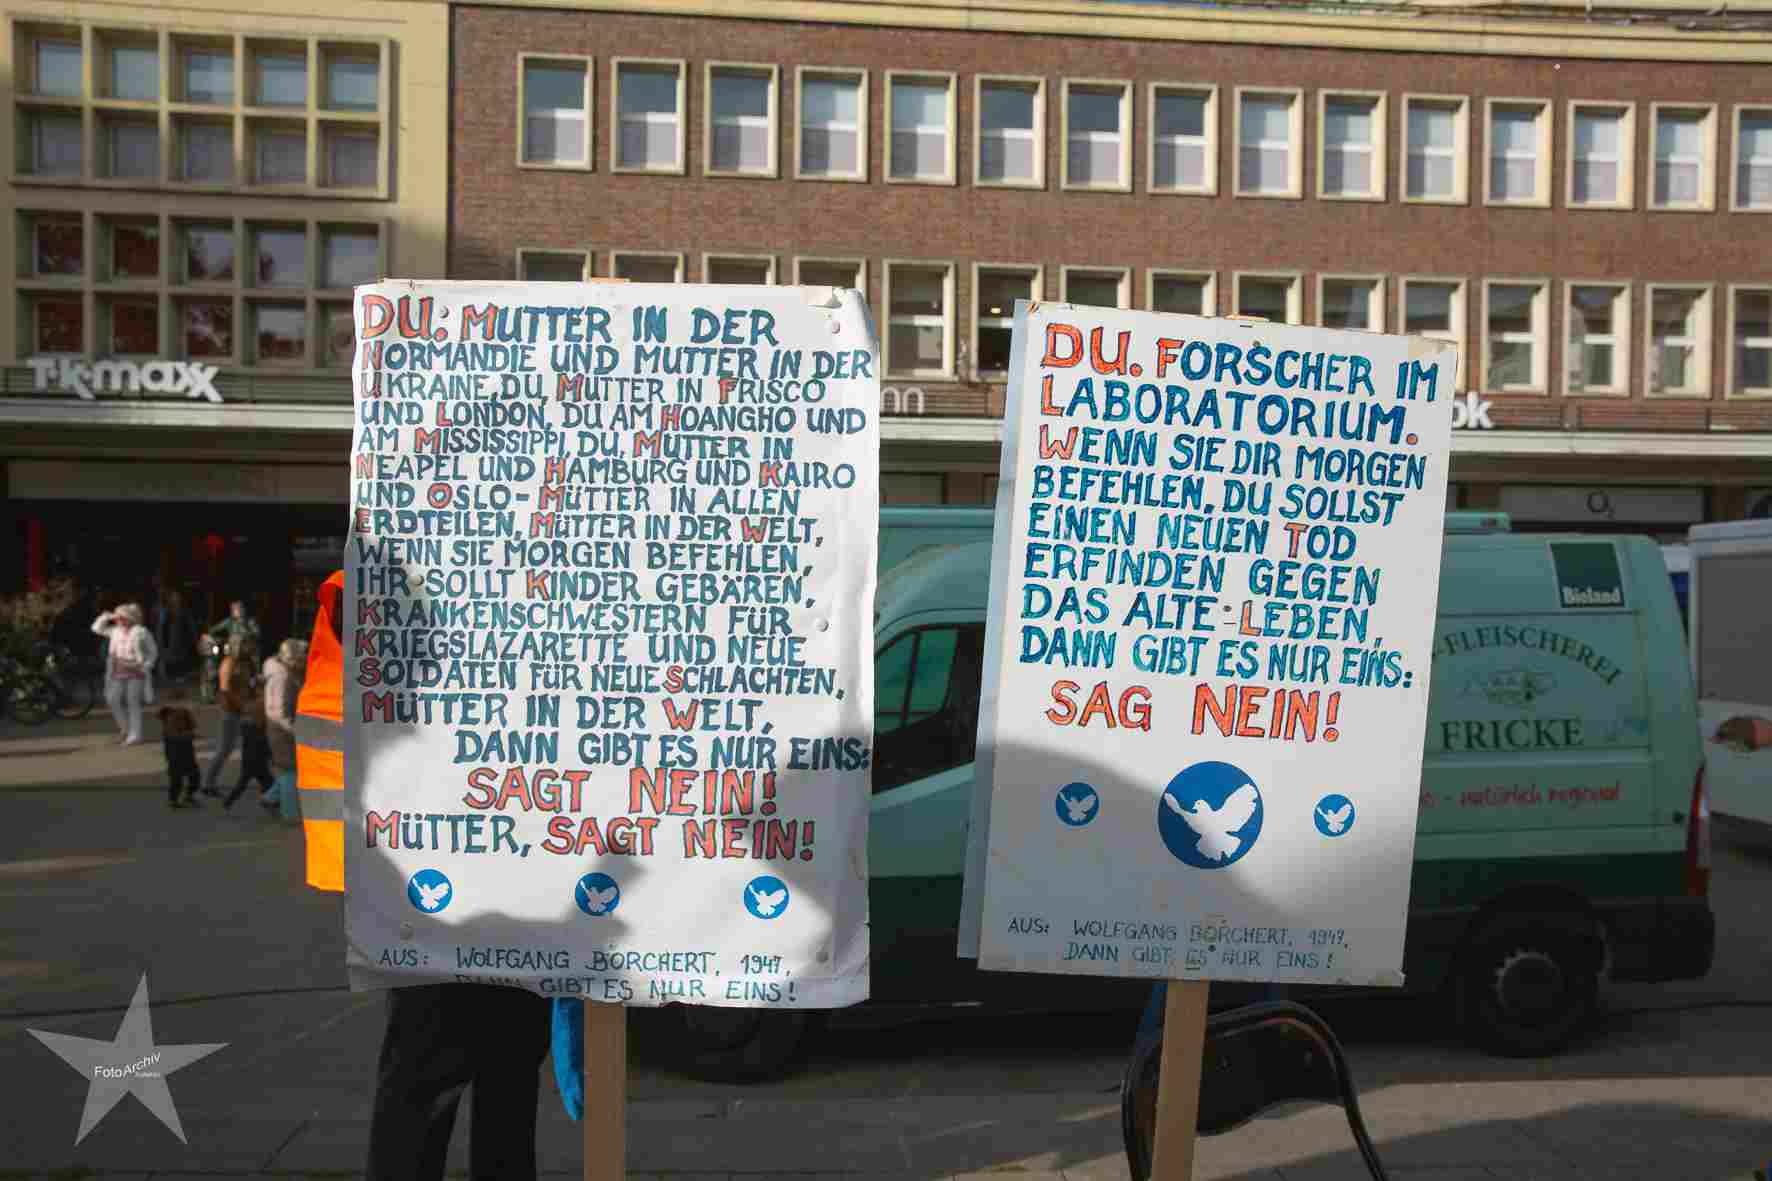 T·K·maxx
nn
ok
O2
DU: MUTTER IN DER
NORMANDIE UND MUTTER IN DER
UKRAINE, DU, MUTTER IN FRISCO
UND LONDON, DU AM HOANGHO UND
AM MISSISSIPPI, DU, MUTTER IN
NEAPEL UND HAMBURG UND KAIRO
UND OSLO - MÜTTER IN ALLEN
ERDTEILEN, MÜTTER IN DER WELT,
WENN SIE MORGEN BEFEHLEN,
IHR SOLLT KINDER GEBÄREN,
KRANKENSCHWESTERN FÜR
KRIEGSLAZARETTE UND NEUE
SOLDATEN FÜR NEUE SCHLACHTEN,
MÜTTER IN DER WELT,
DANN GIBT ES NUR EINS:
SAGT NEIN!
MÜTTER, SAGT NEIN!
AUS: WOLFGANG BORCHERT, 1947,
DANN GIBT ES NUR EINS!
DU. FORSCHER IM
LABORATORIUM.
WENN SIE DIR MORGEN
BEFEHLEN, DU SOLLST
EINEN NEUEN TOD
ERFINDEN GEGEN
DAS ALTE LEBEN,
DANN GIBT ES NUR EINS:
SAG NEIN!
AUS: WOLFGANG BORCHERT, 1947,
DANN GIBT ES NUR EINS!
Bioland
-FLEISCHEREI
FRICKE
- natürlich regional
FotoArchiv